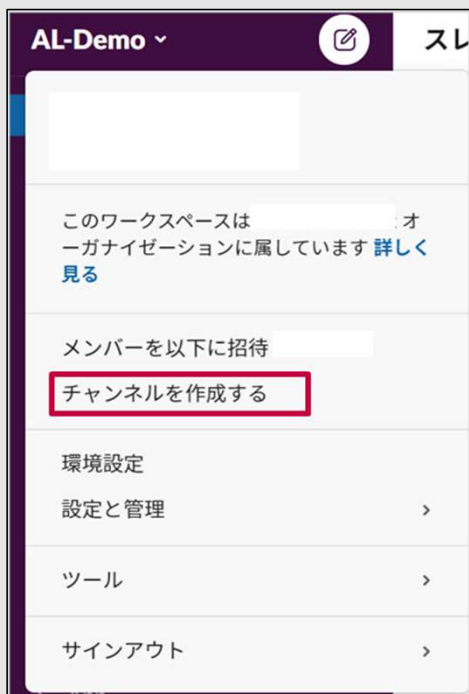 AL-Demo
スレ
このワークスペースは オ
ーガナイゼーションに属しています 詳しく
見る
メンバーを以下に招待
チャンネルを作成する
環境設定
設定と管理
ツール
サインアウト